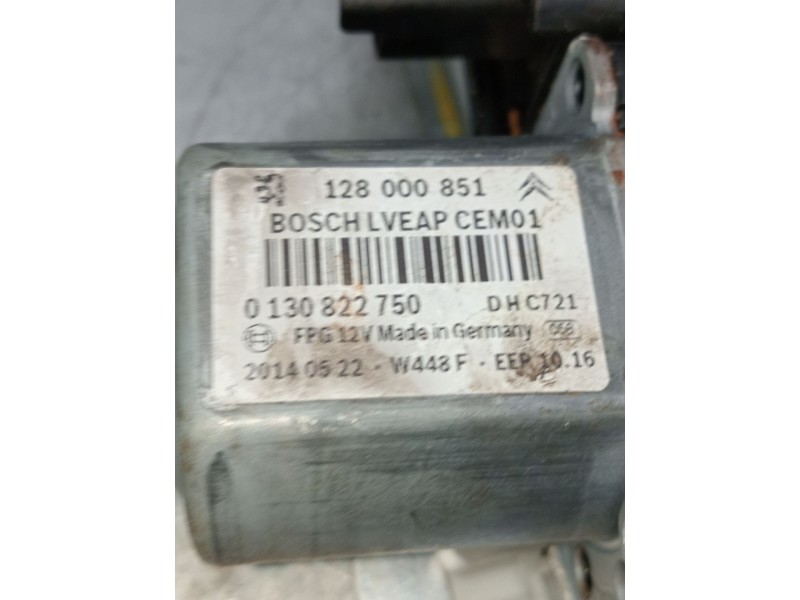 128 000 851
BOSCH LVEAP CEM01
0 130 822 750 D H C721
FPG 12V Made in Germany
2014 05 22 - W448 F - EEP 10.16